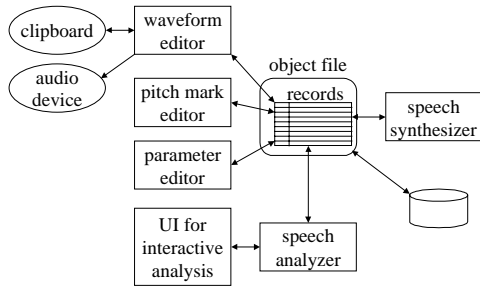 clipboard
waveform
editor
audio
device
object file
pitch mark
editor
records
speech
synthesizer
parameter
editor
UI for
interactive
analysis
speech
analyzer